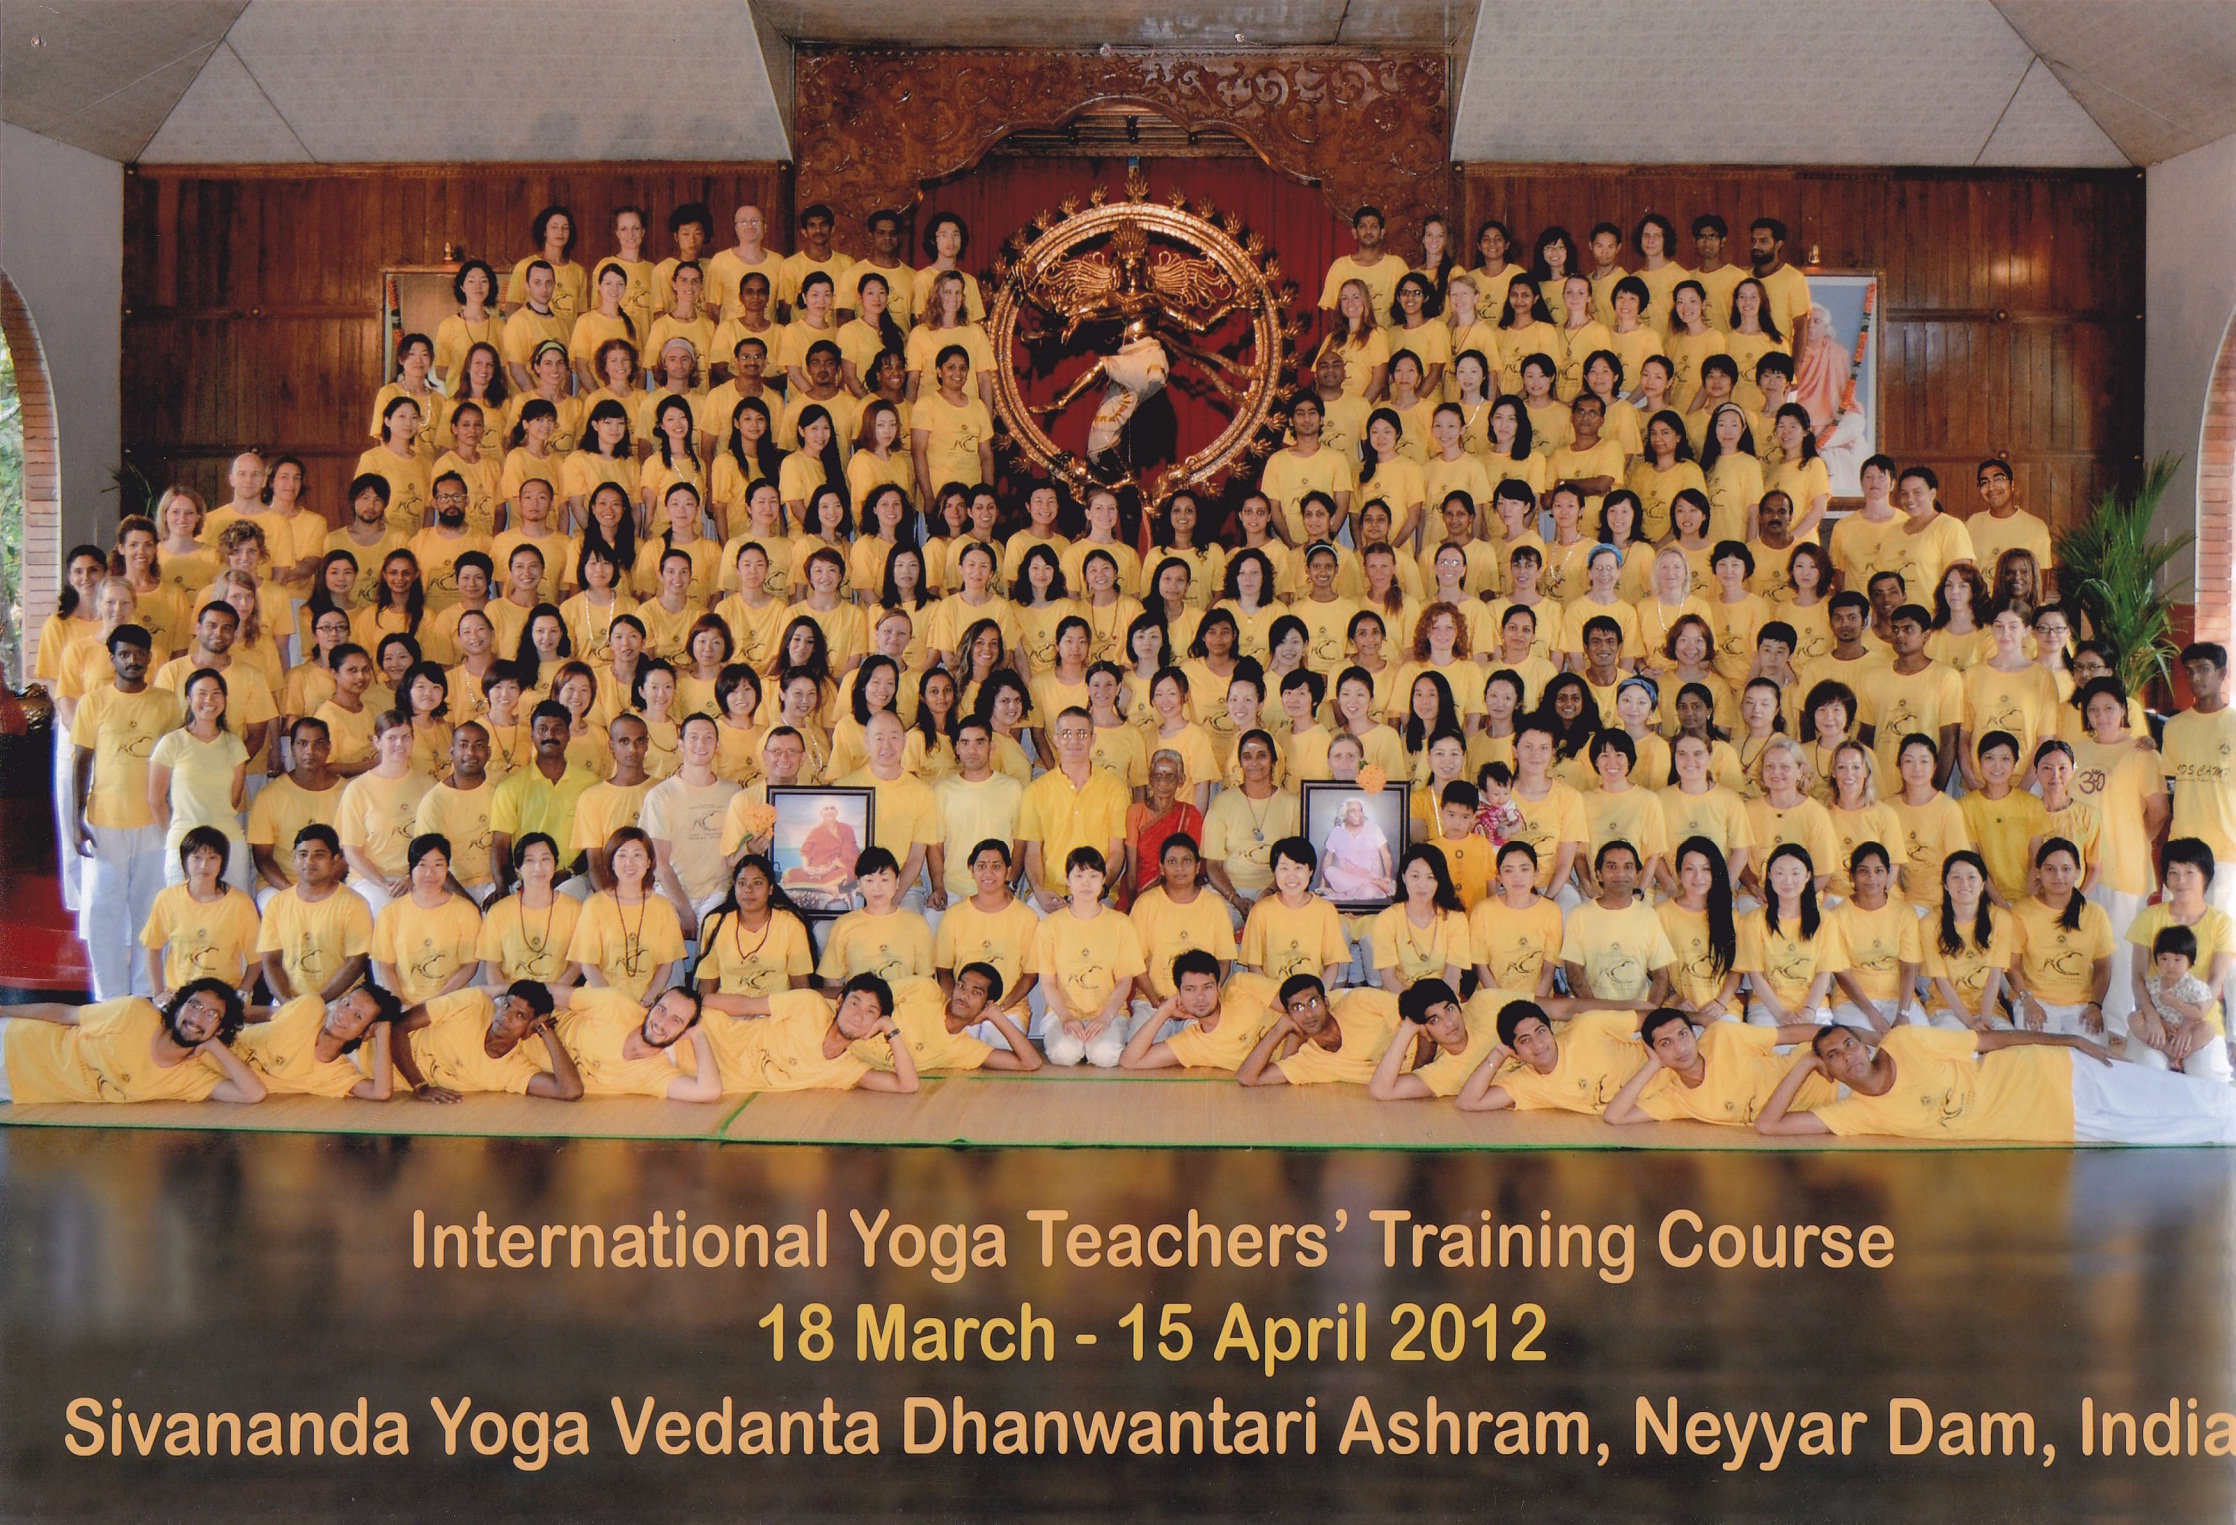 International Yoga Teachers’ Training Course
18 March - 15 April 2012
Sivananda Yoga Vedanta Dhanwantari Ashram, Neyyar Dam, India